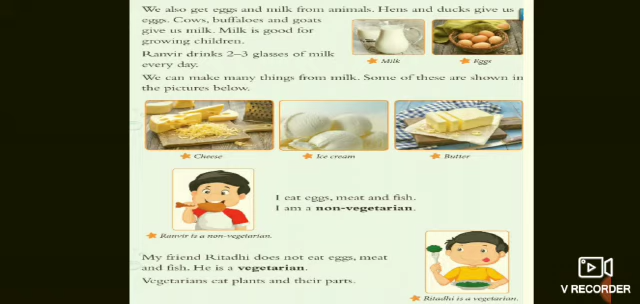 We also get eggs and milk from animals. Hens and ducks give us
eggs. Cows, buffaloes and goats
give us milk. Milk is good for
growing children.
Ranvir drinks 2–3 glasses of milk
every day.
Milk
Eggs
We can make many things from milk. Some of these are shown in
the pictures below.
Cheese
Ice cream
Butter
I eat eggs, meat and fish.
I am a non-vegetarian.
Ranvir is a non-vegetarian.
My friend Ritadhi does not eat eggs, meat
and fish. He is a vegetarian.
Vegetarians eat plants and their parts.
Ritadhi is a vegetarian.
V RECORDER